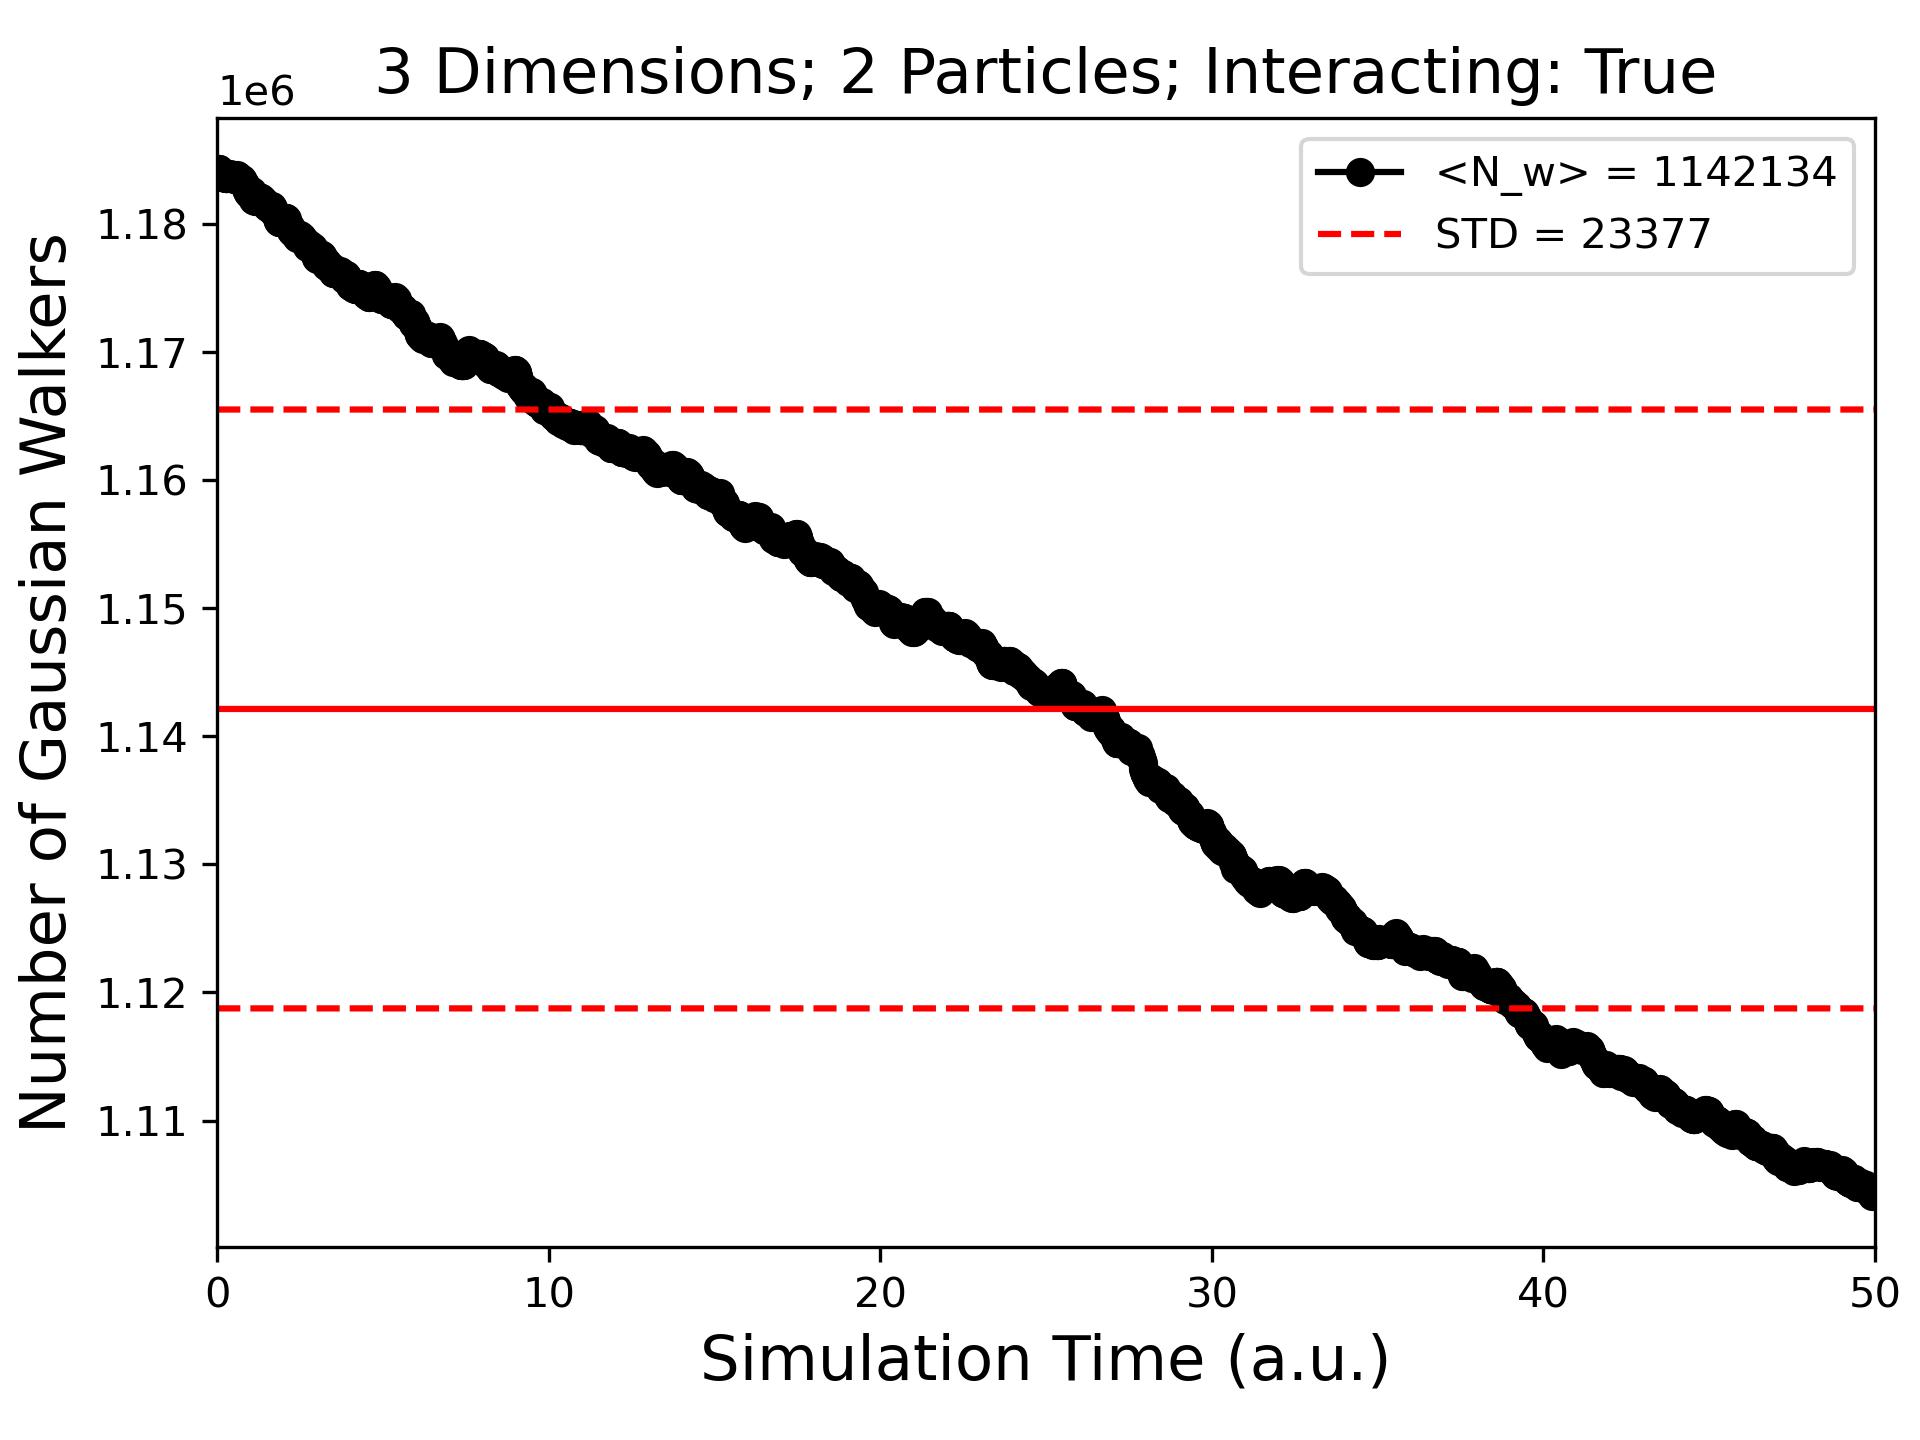 3 Dimensions; 2 Particles; Interacting: True
1e6
<N_w> = 1142134
STD = 23377
Number of Gaussian Walkers
1.18
1.17
1.16
1.15
1.14
1.13
1.12
1.11
0 10 20 30 40 50
Simulation Time (a.u.)